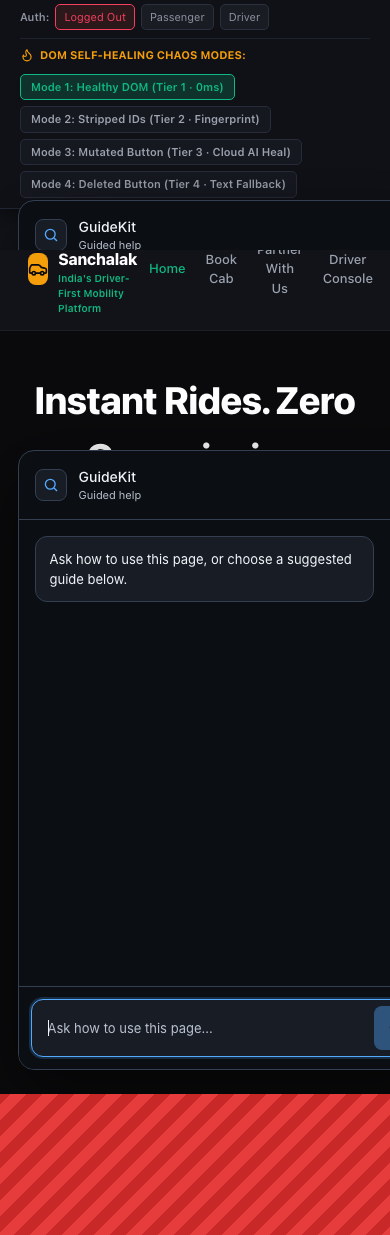 Auth: Logged Out Passenger Driver
DOM SELF-HEALING CHAOS MODES:
Mode 1: Healthy DOM (Tier 1 · 0ms)
Mode 2: Stripped IDs (Tier 2 · Fingerprint)
Mode 3: Mutated Button (Tier 3 · Cloud AI Heal)
Mode 4: Deleted Button (Tier 4 · Text Fallback)
GuideKit
Guided help
Sanchalak
India's Driver-
First Mobility
Platform
Home
Book
Cab
Partner
With
Us
Driver
Console
Instant Rides. Zero
GuideKit
Guided help
Ask how to use this page, or choose a suggested
guide below.
Ask how to use this page...